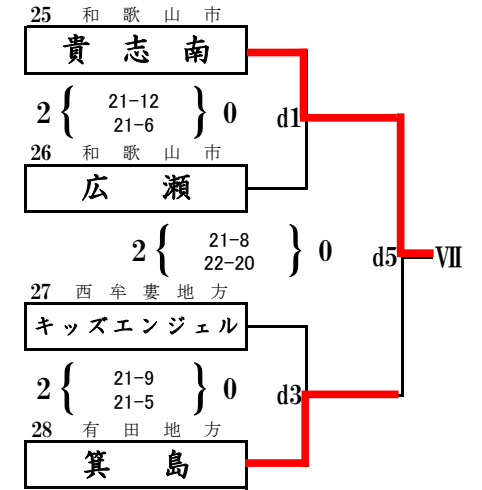 25 和歌山市
貴志南
2 { 21-12 } 0
21-6
d1
26 和歌山市
広瀬
2 { 21-8 } 0
22-20
d5 Ⅶ
27 西牟婁地方
キッズエンジェル
2 { 21-9 } 0
21-5
d3
28 有田地方
箕島